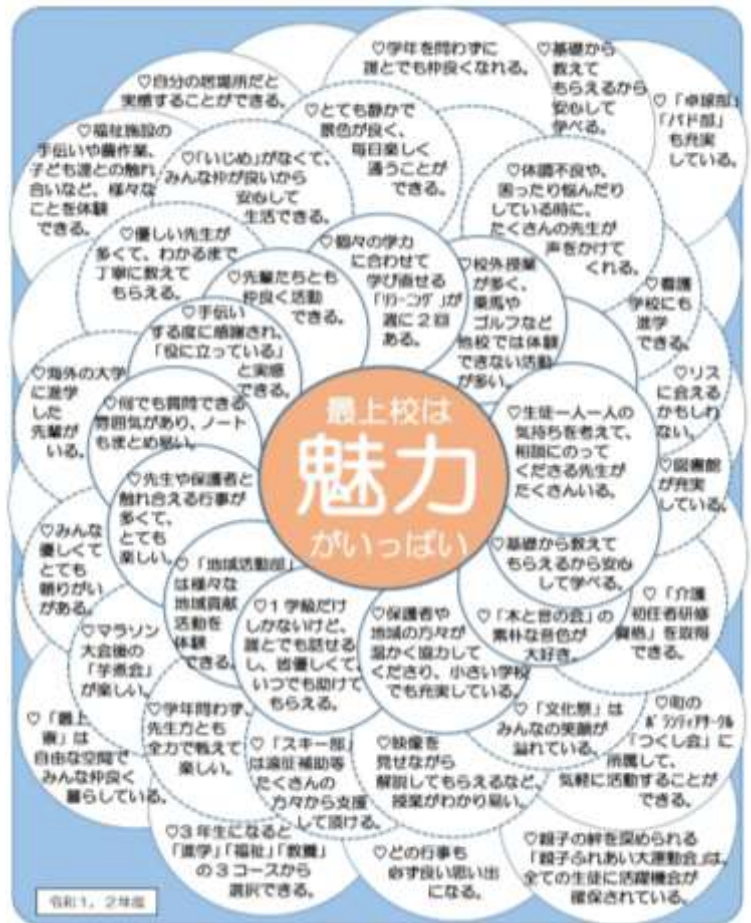 ♡学年を問わずに
誰とでも仲良くなれる。
♡基礎から
教えて
もらえるから
安心して
学べる。
♡「卓球部」
「バド部」
も充実
している。
♡自分の居場所だと
実感することができる。
♡とても静かで
景色が良く、
毎日楽しく
通うことが
できる。
♡福祉施設の
手伝いや農作業、
子ども達との触れ
合いなど、様々な
ことを体験
できる。
♡「いじめ」がなくて、
みんな仲が良いから
安心して
生活できる。
♡体調不良や、
困ったり悩んだり
している時に、
たくさんの先生が
声をかけて
くれる。
♡優しい先生が
多くて、わかるまで
丁寧に教えて
もらえる。
♡先輩たちとも
仲良く活動
できる。
♡個々の学力
に合わせて
学び直せる
「ﾘﾗｰﾆﾝｸﾞ」が
週に2回
ある。
♡校外授業
が多く、
乗馬や
ゴルフなど
他校では体験
できない活動
が多い。
♡看護
学校にも
進学
できる。
♡手伝い
する度に感謝され、
「役に立っている」
と実感
できる。
♡海外の大学
に進学
した
先輩が
いる。
♡何でも質問できる
雰囲気があり、ノート
もまとめ易い。
最上校は
魅力
がいっぱい
♡生徒一人一人の
気持ちを考えて、
相談にのって
くださる先生が
たくさんいる。
♡リス
に会える
かもしれ
ない。
♡図書館
が充実
している。
♡先生や保護者と
触れ合える行事が
多くて、
とても
楽しい。
♡みんな
優しくて
とても
頼りがい
がある。
♡「地域活動部」
は様々な
地域貢献
活動を
体験
できる。
♡1学級だけ
しかないけど、
誰とでも話せる
し、皆優しくて、
いつでも助けて
もらえる。
♡保護者や
地域の方々が
温かく協力して
くださり、小さい学校
でも充実している。
♡基礎から教えて
もらえるから安心
して学べる。
♡「木と音の会」の
素朴な音色が
大好き。
♡「介護
初任者研修
資格」を取得
できる。
♡マラソン
大会後の
「芋煮会」
が楽しい。
♡「最上
寮」は
自由な空間で
みんな仲良く
暮らしている。
♡学年問わず、
先生方とも
全力で戦えて
楽しい。
♡「スキー部」
は遠征補助等
たくさんの
方々から支援
して頂ける。
♡映像を
見せながら
解説してもらえるなど、
授業がわかり易い。
♡「文化祭」は
みんなの笑顔が
溢れている。
♡町の
ﾎﾞﾗﾝﾃｨｱｻｰｸﾙ
「つくし会」に
所属して、
気軽に活動することが
できる。
♡3年生になると
「進学」「福祉」「教養」
の3コースから
選択できる。
♡どの行事も
必ず良い思い出
になる。
♡親子の絆を深められる
「親子ふれあい大運動会」は、
全ての生徒に活躍機会が
確保されている。
令和1,2年度